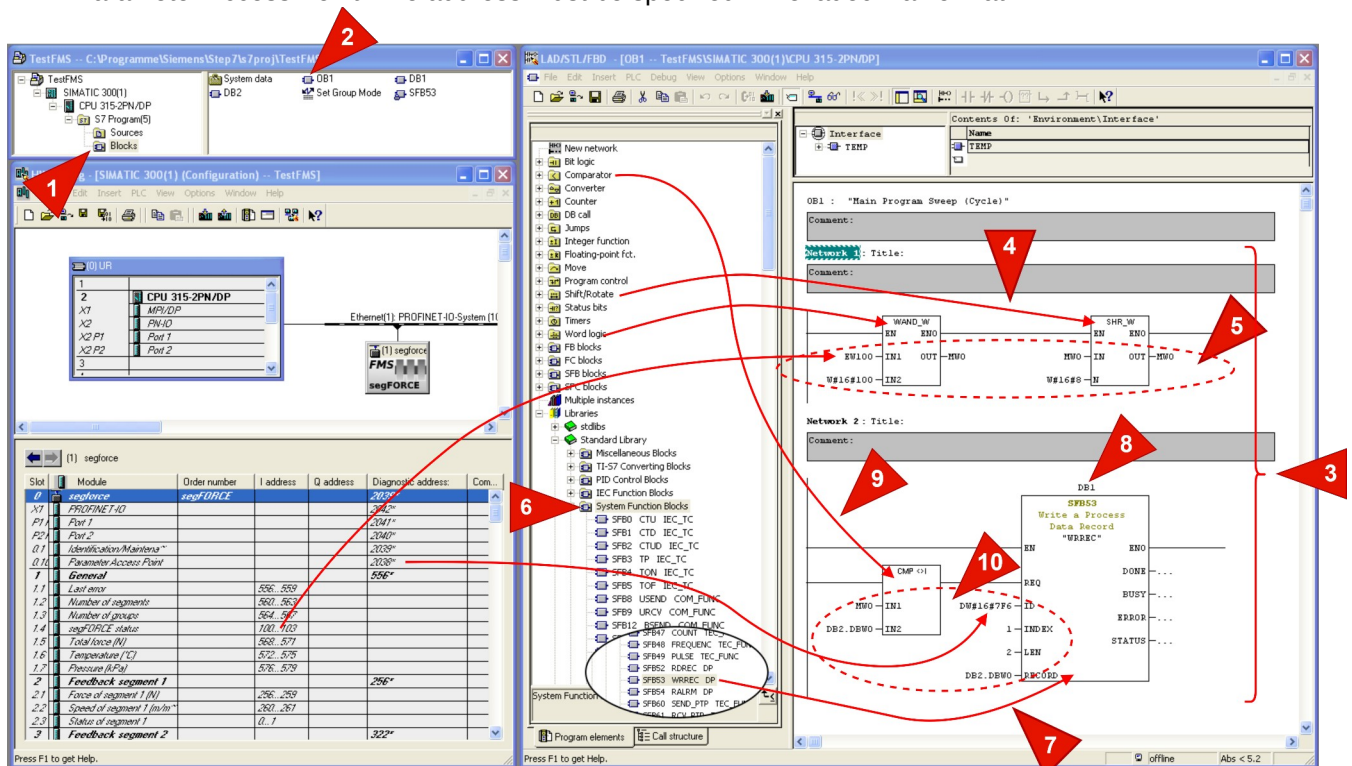 2
TestFMS -- C:\Programme\Siemens\Step7\s7proj\TestFM
TestFMS
SIMATIC 300(1)
CPU 315-2PN/DP
S7 Program(5)
Sources
Blocks
System data
OB1
DB1
DB2
Set Group Mode
SFB53
1
- [SIMATIC 300(1) (Configuration) -- TestFMS]
Edit Insert PLC View Options Window Help
(0) UR
1
2 CPU 315-2PN/DP
X1 MPI/DP
X2 PN-IO
X2 P1 Port 1
X2 P2 Port 2
3
Ethernet(1): PROFINET-IO-System (10
(1) segforce
FMS
segFORCE
(1) segforce
Slot Module Order number I address Q address Diagnostic address: Com...
0 segforce segFORCE 2039*
X1 PROFINET-IO 2042*
P1 Port 1 2041*
P2 Port 2 2040*
0.1 Identification/Maintena~ 2039*
Parameter Access Point 2038*
1 General 556*
1.1 Last error 556...559
1.2 Number of segments 560...563
1.3 Number of groups 564...567
1.4 segFORCE status 100...103
1.5 Total force (N) 568...571
1.6 Temperature (°C) 572...575
1.7 Pressure (kPa) 576...579
2 Feedback segment 1 256*
2.1 Force of segment 1 (N) 256...259
2.2 Speed of segment 1 (m/m~ 260...261
2.3 Status of segment 1 0...1
3 Feedback segment 2 322*
Press F1 to get Help.
LAD/STL/FBD - [OB1 -- TestFMS\SIMATIC 300(1)\CPU 315-2PN/DP]
File Edit Insert PLC Debug View Options Window Help
New network
Bit logic
Comparator
Converter
Counter
DB call
Jumps
Integer function
Floating-point fct.
Move
Program control
Shift/Rotate
Status bits
Timers
Word logic
FB blocks
FC blocks
SFB blocks
SFC blocks
Multiple instances
Libraries
stdlibs
Standard Library
Miscellaneous Blocks
TI-S7 Converting Blocks
PID Control Blocks
IEC Function Blocks
6
System Function Blocks
SFB0 CTU IEC_TC
SFB1 CTD IEC_TC
SFB2 CTUD IEC_TC
SFB3 TP IEC_TC
SFB4 TON IEC_TC
SFB5 TOF IEC_TC
SFB8 USEND COM_FUNC
SFB9 URCV COM_FUNC
SFB12 BSEND COM_FUNC
SFB47 COUNT TEC_
SFB48 FREQUENC TEC_FUN
SFB49 PULSE TEC_FUNC
SFB52 RDREC DP
SFB53 WRREC DP
SFB54 RALRM DP
SFB60 SEND_PTP TEC_FUN
SFB61 RCV_PTP
System Function
Program elements
Call structure
Press F1 to get Help.
Contents Of: 'Environment\Interface'
Interface
TEMP
Name
TEMP
OB1 : "Main Program Sweep (Cycle)"
Comment:
Network 1: Title:
Comment:
4
WAND_W
EN ENO
EW100 IN1 OUT MW0
W#16#100 IN2
SHR_W
EN ENO
MW0 IN OUT MW0
W#16#8 N
5
Network 2 : Title:
Comment:
3
8
9
10
7
DB1
SFB53
Write a Process
Data Record
"WRREC"
EN ENO
DONE ...
REQ
BUSY ...
CMP <>I
MW0 IN1
DB2.DBW0 IN2
DW#16#7F6 ID
ERROR ...
1 INDEX
STATUS ...
2 LEN
DB2.DBW0 RECORD
offline
Abs < 5.2